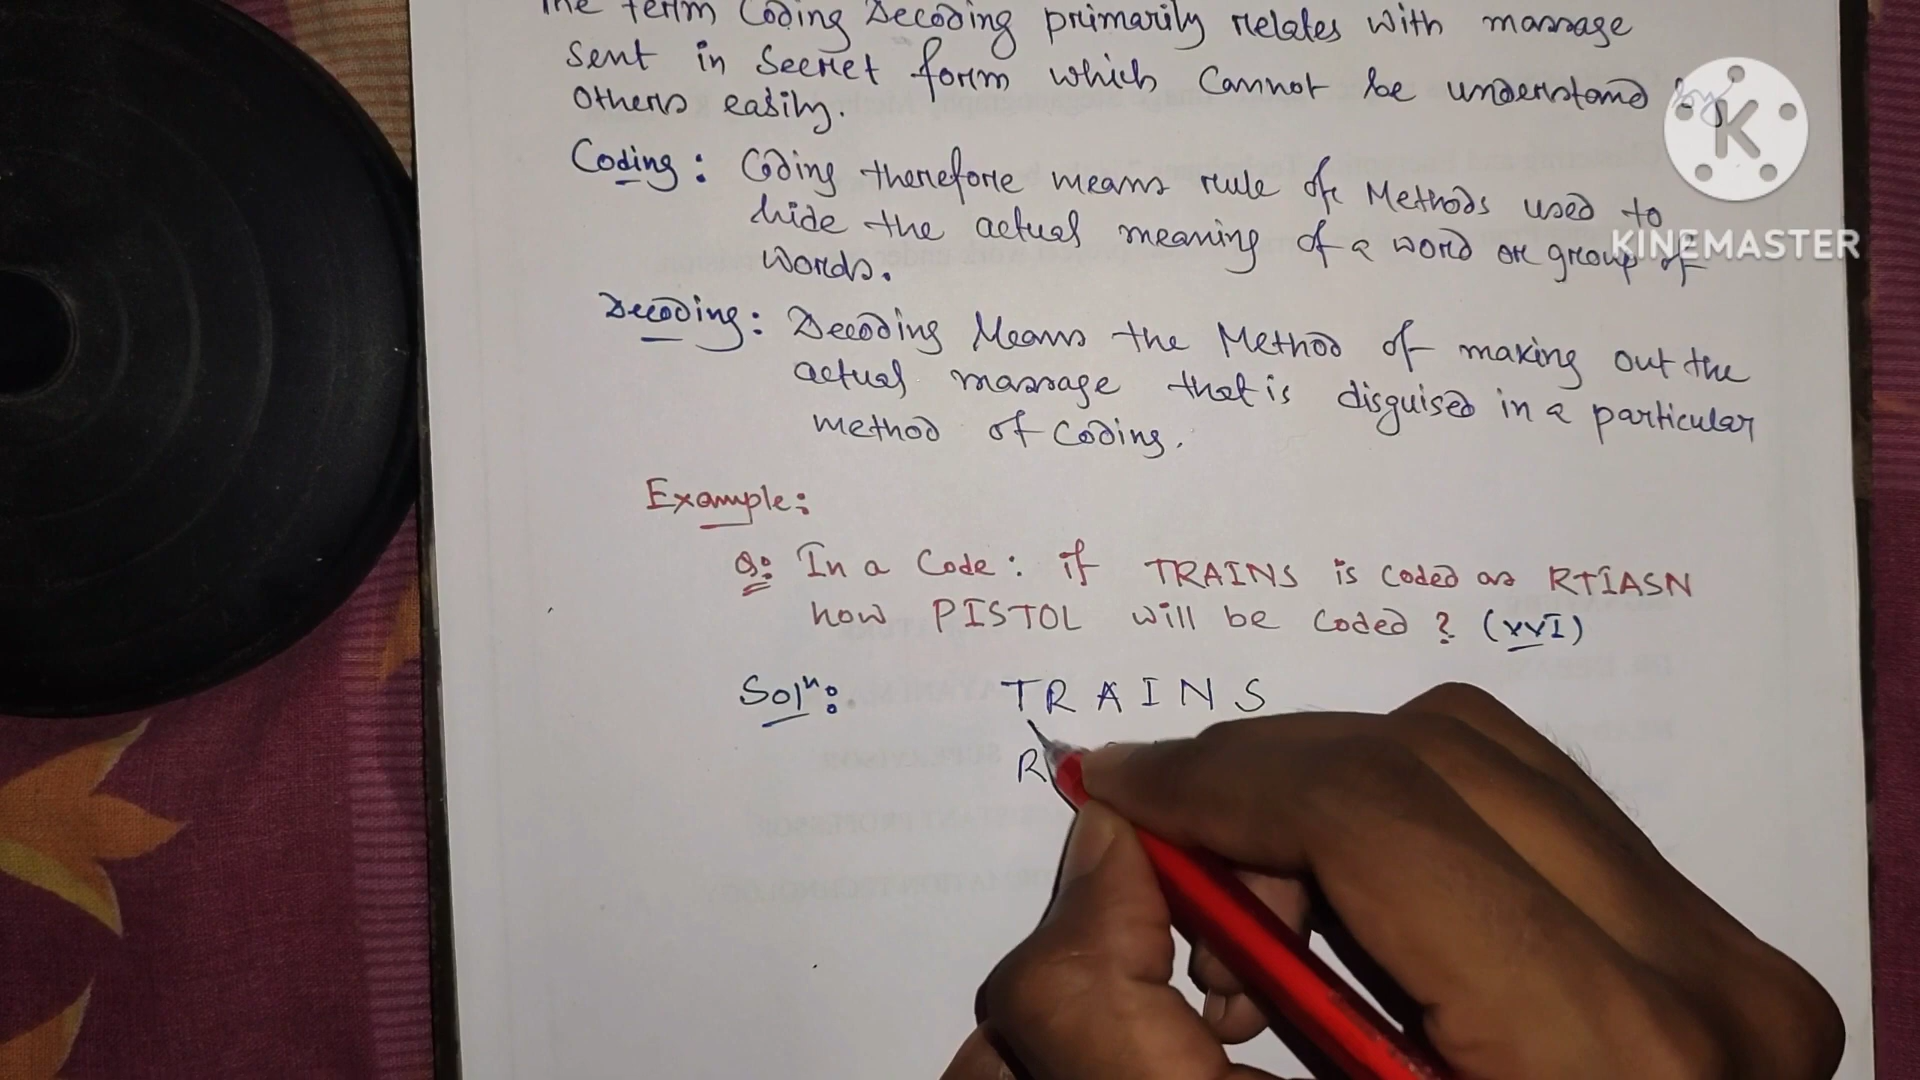 The term Coding Decoding primarily relates with massage
sent in Secret form which Cannot be understand by
Others easily.
Coding: Coding therefore means rule or Methods used to
hide the actual meaning of a word or group of
words.
KINEMASTER
Decoding: Decoding Means the Method of making out the
actual massage that is disguised in a particular
method of Coding.
Example:
Q: In a Code: if TRAINS is Coded as RTIASN
how PISTOL will be Coded? (VVI)
Solⁿ: TRAINS
R